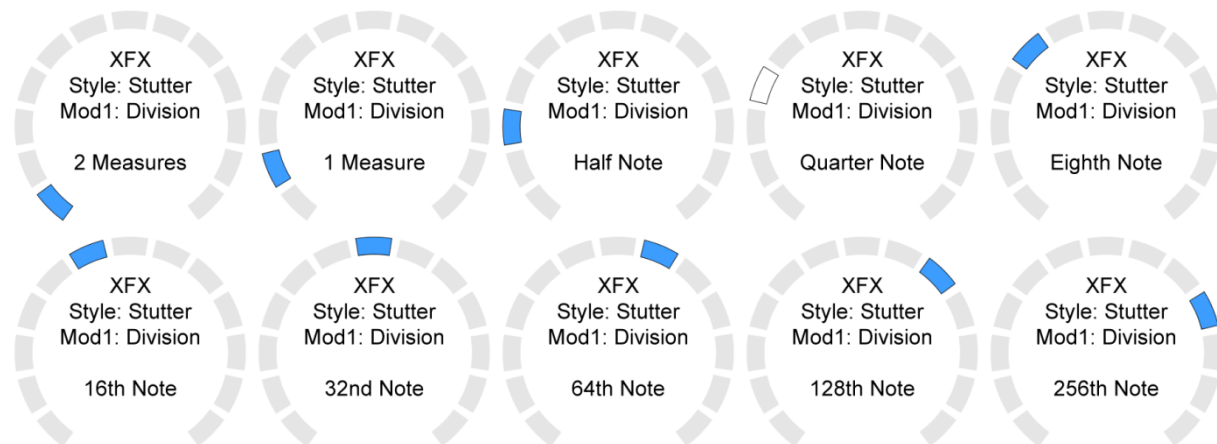 XFX
Style: Stutter
Mod1: Division
2 Measures
XFX
Style: Stutter
Mod1: Division
1 Measure
XFX
Style: Stutter
Mod1: Division
Half Note
XFX
Style: Stutter
Mod1: Division
Quarter Note
XFX
Style: Stutter
Mod1: Division
Eighth Note
XFX
Style: Stutter
Mod1: Division
16th Note
XFX
Style: Stutter
Mod1: Division
32nd Note
XFX
Style: Stutter
Mod1: Division
64th Note
XFX
Style: Stutter
Mod1: Division
128th Note
XFX
Style: Stutter
Mod1: Division
256th Note